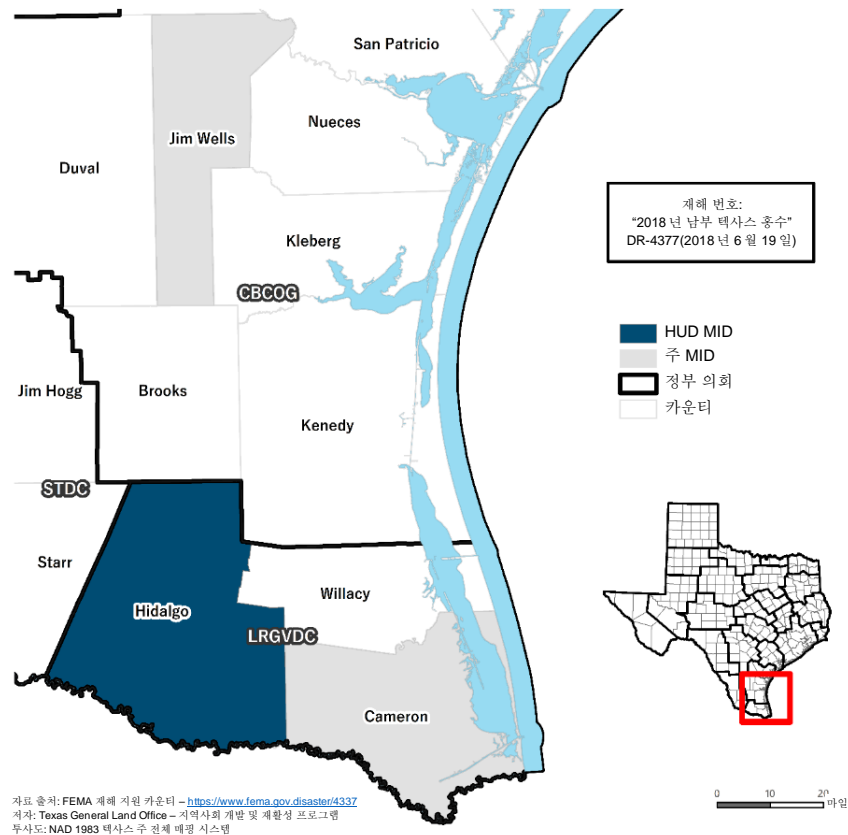 San Patricio
Nueces
Jim Wells
Duval
Kleberg
CBCOG
Jim Hogg
Brooks
Kenedy
STDC
Starr
Hidalgo
Willacy
LRGVDC
Cameron
재해 번호:
“2018 년 남부 텍사스 홍수”
DR-4377(2018 년 6 월 19 일)
HUD MID
주 MID
정부 의회
카운티
0 10 20
마일
자료 출처: FEMA 재해 지원 카운티 – https://www.fema.gov.disaster/4337
저자: Texas General Land Office – 지역사회 개발 및 재활성 프로그램
투사도: NAD 1983 텍사스 주 전체 매핑 시스템